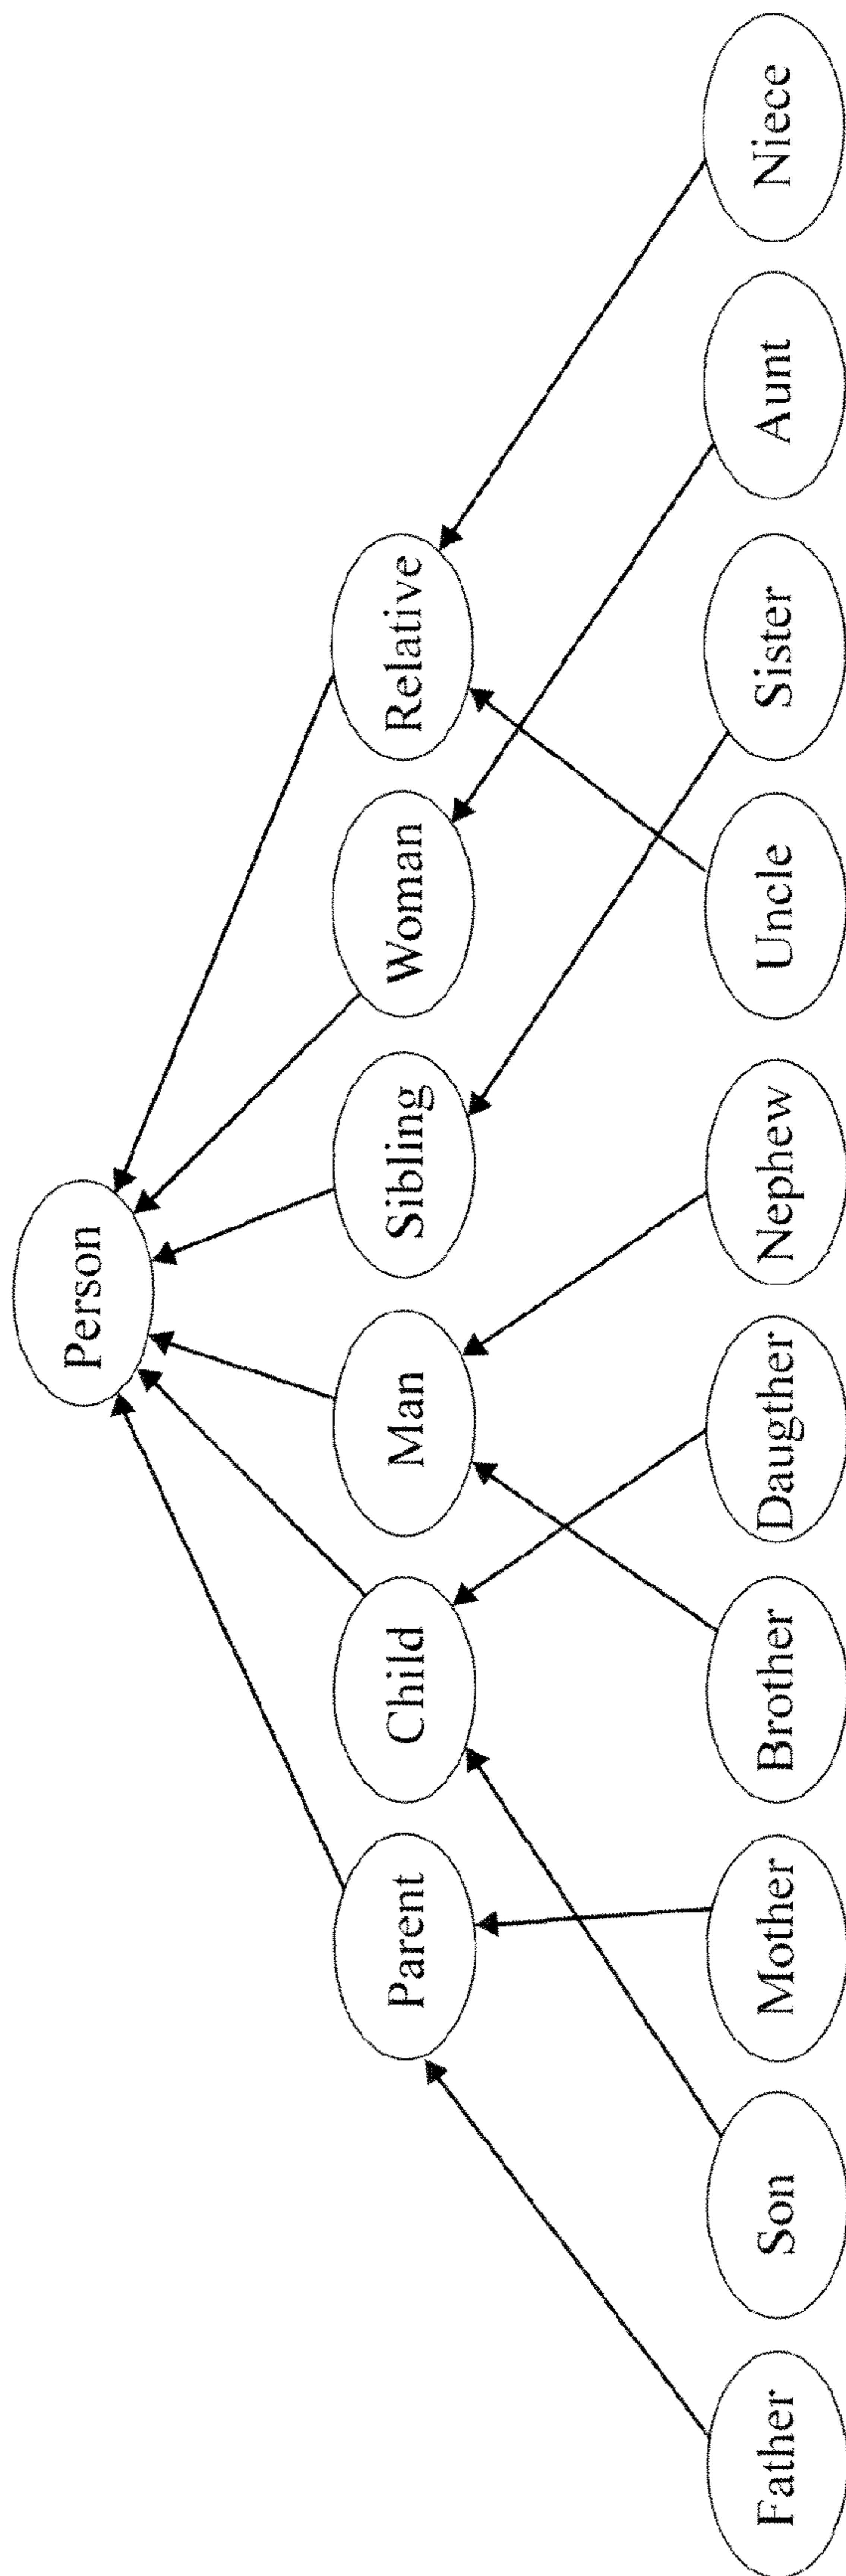 Person
Parent
Child
Man
Sibling
Woman
Relative
Father
Son
Mother
Brother
Daugther
Nephew
Uncle
Sister
Aunt
Niece